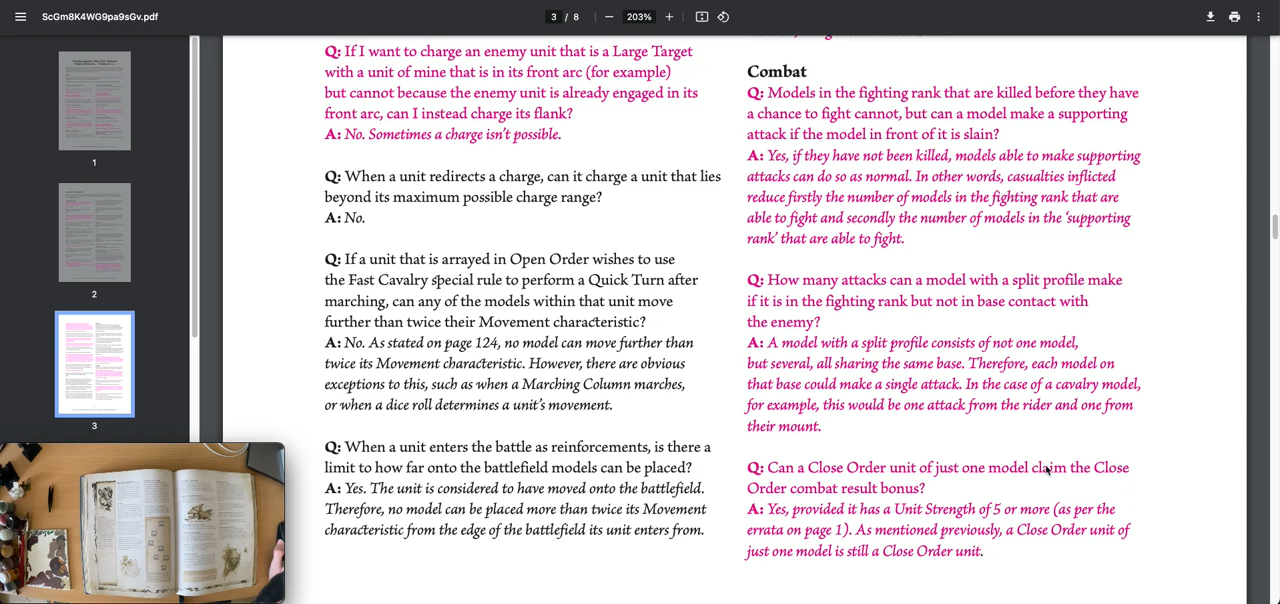 ScGm8K4WG9pa9sGv.pdf
3 / 8
203%
1
2
3
Q: If I want to charge an enemy unit that is a Large Target
with a unit of mine that is in its front arc (for example)
but cannot because the enemy unit is already engaged in its
front arc, can I instead charge its flank?
A: No. Sometimes a charge isn't possible.
Q: When a unit redirects a charge, can it charge a unit that lies
beyond its maximum possible charge range?
A: No.
Q: If a unit that is arrayed in Open Order wishes to use
the Fast Cavalry special rule to perform a Quick Turn after
marching, can any of the models within that unit move
further than twice their Movement characteristic?
A: No. As stated on page 124, no model can move further than
twice its Movement characteristic. However, there are obvious
exceptions to this, such as when a Marching Column marches,
or when a dice roll determines a unit's movement.
Q: When a unit enters the battle as reinforcements, is there a
limit to how far onto the battlefield models can be placed?
A: Yes. The unit is considered to have moved onto the battlefield.
Therefore, no model can be placed more than twice its Movement
characteristic from the edge of the battlefield its unit enters from.
Combat
Q: Models in the fighting rank that are killed before they have
a chance to fight cannot, but can a model make a supporting
attack if the model in front of it is slain?
A: Yes, if they have not been killed, models able to make supporting
attacks can do so as normal. In other words, casualties inflicted
reduce firstly the number of models in the fighting rank that are
able to fight and secondly the number of models in the 'supporting
rank' that are able to fight.
Q: How many attacks can a model with a split profile make
if it is in the fighting rank but not in base contact with
the enemy?
A: A model with a split profile consists of not one model,
but several, all sharing the same base. Therefore, each model on
that base could make a single attack. In the case of a cavalry model,
for example, this would be one attack from the rider and one from
their mount.
Q: Can a Close Order unit of just one model claim the Close
Order combat result bonus?
A: Yes, provided it has a Unit Strength of 5 or more (as per the
errata on page 1). As mentioned previously, a Close Order unit of
just one model is still a Close Order unit.